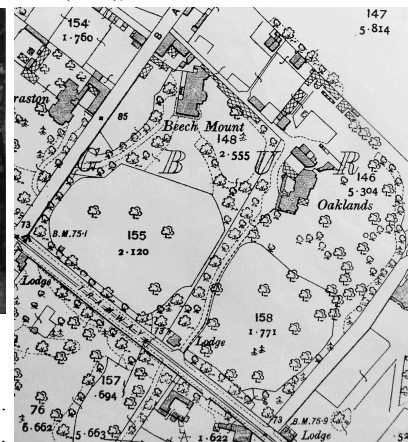 147
5·814
154
1·760
raston
A
B
85
Beech Mount
148
2·555
G B U R
146
5·304
Oaklands
73
B.M.75·1
155
2·120
Lodge
TRAMWAY
73
Lodge
158
1·771
157
·694
76
5·662
5·663
1·622
73
B.M.75·9
Lodge